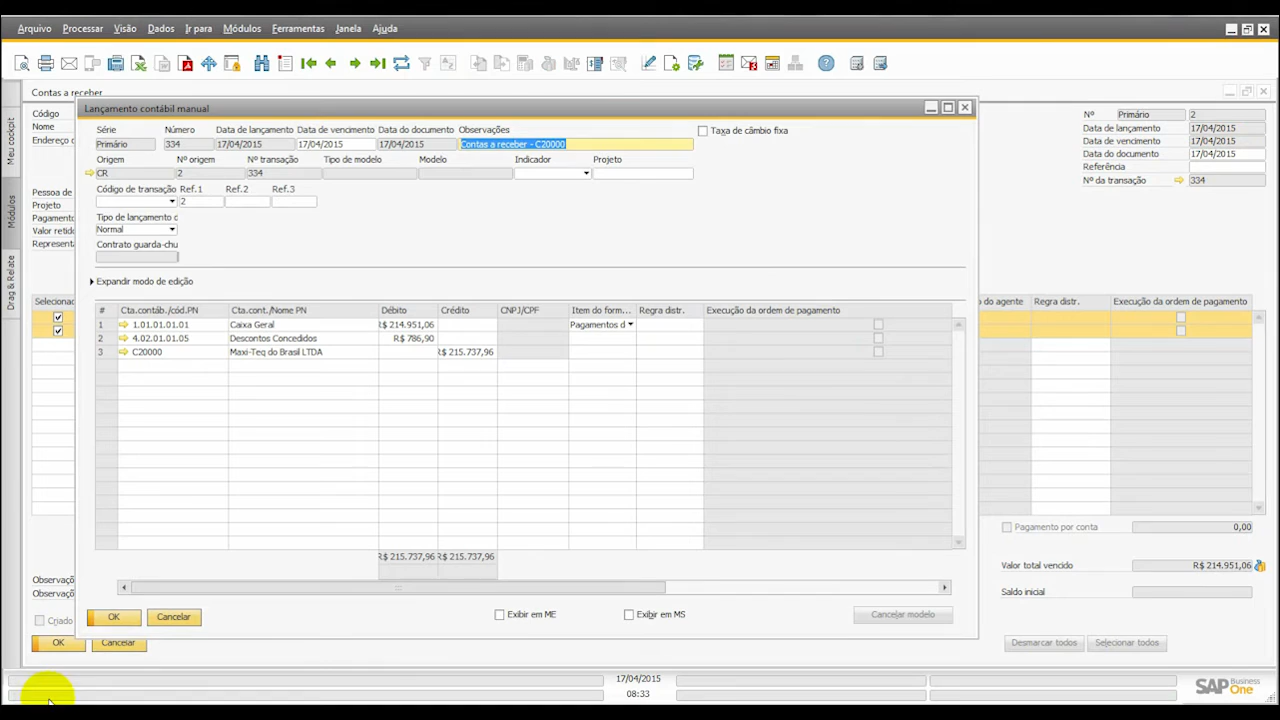 Arquivo Processar Visão Dados Ir para Módulos Ferramentas Janela Ajuda
Contas a receber
Código
Nome
Endereço
Pessoa de
Projeto
Pagamento
Valor retido
Represent
Selecionad
Observaçõ
Observaçõ
Criado
OK Cancelar
Meu cockpit
Módulos
Drag & Relate
Lançamento contábil manual
Série Número Data de lançamento Data de vencimento Data do documento Observações Taxa de câmbio fixa
Primário 334 17/04/2015 17/04/2015 17/04/2015 Contas a receber - C20000
Origem Nº origem Nº transação Tipo de modelo Modelo Indicador Projeto
CR 2 334
Código de transação Ref.1 Ref.2 Ref.3
2
Tipo de lançamento d
Normal
Contrato guarda-chu
Expandir modo de edição
# Cta.contáb./cód.PN Cta.cont./Nome PN Débito Crédito CNPJ/CPF Item do form... Regra distr. Execução da ordem de pagamento
1 1.01.01.01.01 Caixa Geral R$ 214.951,06 Pagamentos d
2 4.02.01.01.05 Descontos Concedidos R$ 786,90
3 C20000 Maxi-Teq do Brasil LTDA R$ 215.737,96
R$ 215.737,96 R$ 215.737,96
OK Cancelar Exibir em ME Exibir em MS Cancelar modelo
Nº Primário 2
Data de lançamento 17/04/2015
Data de vencimento 17/04/2015
Data do documento 17/04/2015
Referência
Nº da transação 334
o do agente Regra distr. Execução da ordem de pagamento
Pagamento por conta 0,00
Valor total vencido R$ 214.951,06
Saldo inicial
Desmarcar todos Selecionar todos
17/04/2015
08:33
SAP Business One